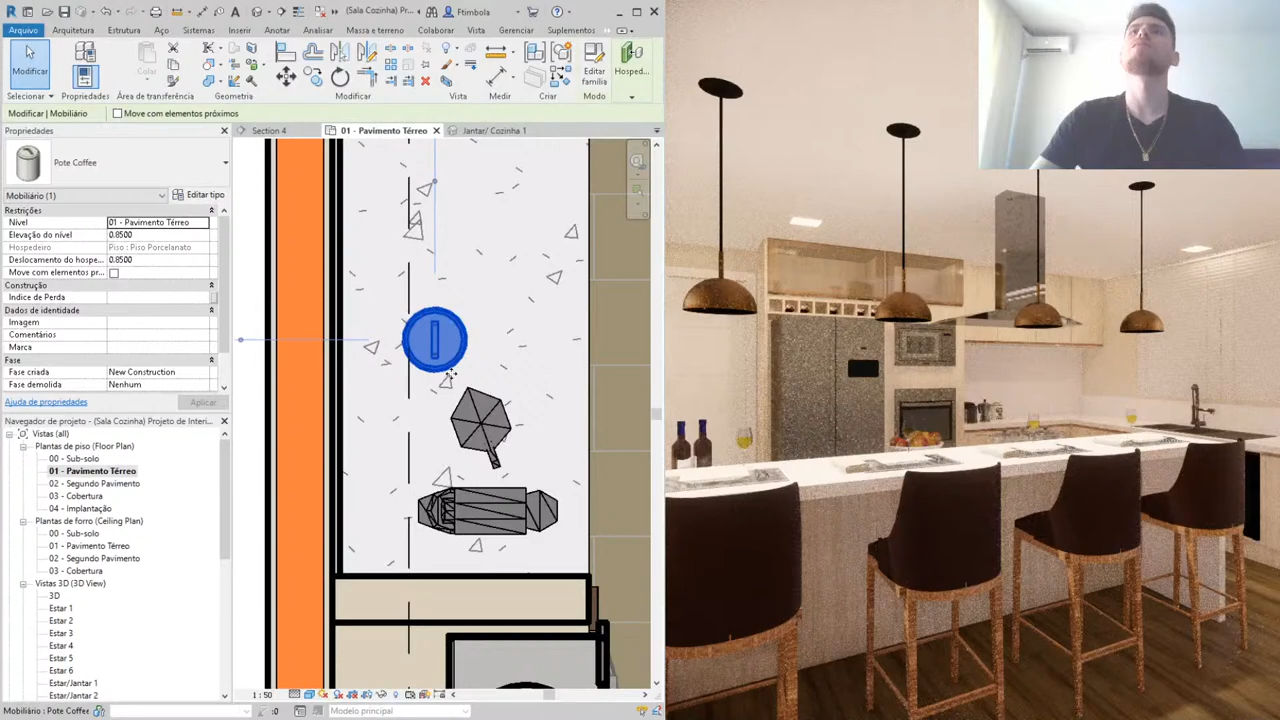 (Sala Cozinha) Pr...
Ftimbola
Arquivo Arquitetura Estrutura Aço Sistemas Inserir Anotar Analisar Massa e terreno Colaborar Vista Gerenciar Suplementos
Modificar
Colar
Editar família
Hosped...
Selecionar Propriedades Área de transferência Geometria Modificar Vista Medir Criar Modo
Modificar | Mobiliário Move com elementos próximos
Propriedades
Section 4 01 - Pavimento Térreo Jantar/ Cozinha 1
Pote Coffee
Mobiliário (1) Editar tipo
Restrições
Nível 01 - Pavimento Térreo
Elevação do nível 0.8500
Hospedeiro Piso : Piso Porcelanato
Deslocamento do hospe... 0.8500
Move com elementos pr...
Construção
Indice de Perda
Dados de identidade
Imagem
Comentários
Marca
Fase
Fase criada New Construction
Fase demolida Nenhum
Ajuda de propriedades Aplicar
Navegador de projeto - (Sala Cozinha) Projeto de Interi...
Vistas (all)
Plantas de piso (Floor Plan)
00 - Sub-solo
01 - Pavimento Térreo
02 - Segundo Pavimento
03 - Cobertura
04 - Implantação
Plantas de forro (Ceiling Plan)
00 - Sub-solo
01 - Pavimento Térreo
02 - Segundo Pavimento
03 - Cobertura
Vistas 3D (3D View)
3D
Estar 1
Estar 2
Estar 3
Estar 4
Estar 5
Estar 6
Estar/Jantar 1
Estar/Jantar 2
1 : 50
Mobiliário : Pote Coffee :0 Modelo principal